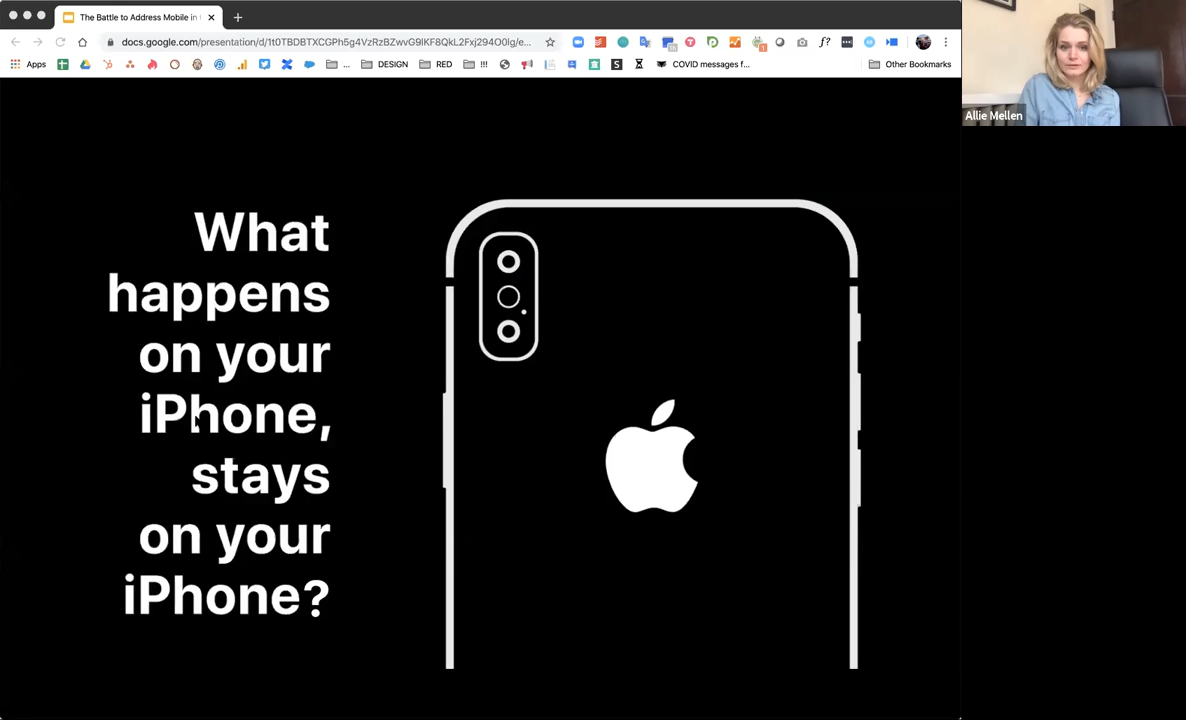 The Battle to Address Mobile in
docs.google.com/presentation/d/1t0TBDBTXCGPh5g4VzRzBZwvG9lKF8QkL2Fxj294O0lg/e...
Apps
...
DESIGN
RED
!!!
COVID messages f...
Other Bookmarks
Allie Mellen
What
happens
on your
iPhone,
stays
on your
iPhone?